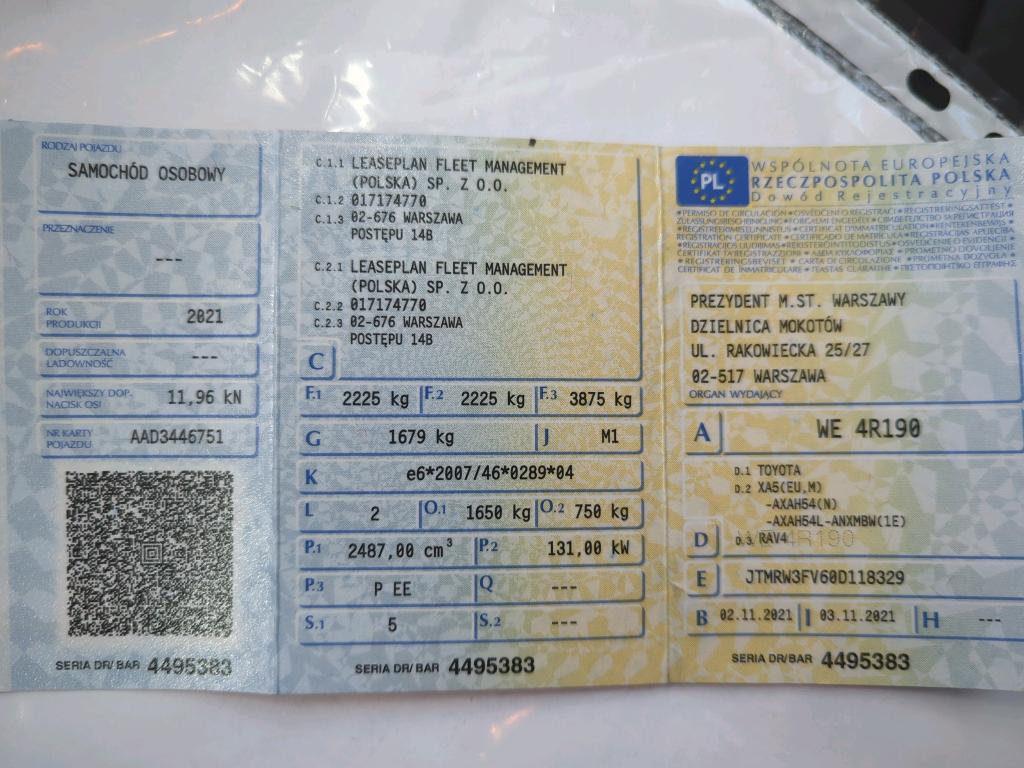 RODZAJ POJAZDU
SAMOCHÓD OSOBOWY
PRZEZNACZENIE
---
ROK PRODUKCJI 2021
DOPUSZCZALNA ŁADOWNOŚĆ ---
NAJWIĘKSZY DOP. NACISK OSI 11,96 kN
NR KARTY POJAZDU AAD3446751
SERIA DR/BAR 4495383
C.1.1 LEASEPLAN FLEET MANAGEMENT
(POLSKA) SP. Z O.O.
C.1.2 017174770
C.1.3 02-676 WARSZAWA
POSTĘPU 14B
C.2.1 LEASEPLAN FLEET MANAGEMENT
(POLSKA) SP. Z O.O.
C.2.2 017174770
C.2.3 02-676 WARSZAWA
POSTĘPU 14B
C
F.1 2225 kg F.2 2225 kg F.3 3875 kg
G 1679 kg J M1
K e6*2007/46*0289*04
L 2 O.1 1650 kg O.2 750 kg
P.1 2487,00 cm³ P.2 131,00 kW
P.3 P EE Q ---
S.1 5 S.2 ---
SERIA DR/BAR 4495383
PL
WSPÓLNOTA EUROPEJSKA
RZECZPOSPOLITA POLSKA
Dowód Rejestracyjny
PREZYDENT M.ST. WARSZAWY
DZIELNICA MOKOTÓW
UL. RAKOWIECKA 25/27
02-517 WARSZAWA
ORGAN WYDAJĄCY
A WE 4R190
D.1 TOYOTA
D.2 XA5(EU,M)
-AXAH54(N)
-AXAH54L-ANXMBW(1E)
D D.3 RAV4
E JTMRW3FV60D118329
B 02.11.2021 I 03.11.2021 H ---
SERIA DR/BAR 4495383